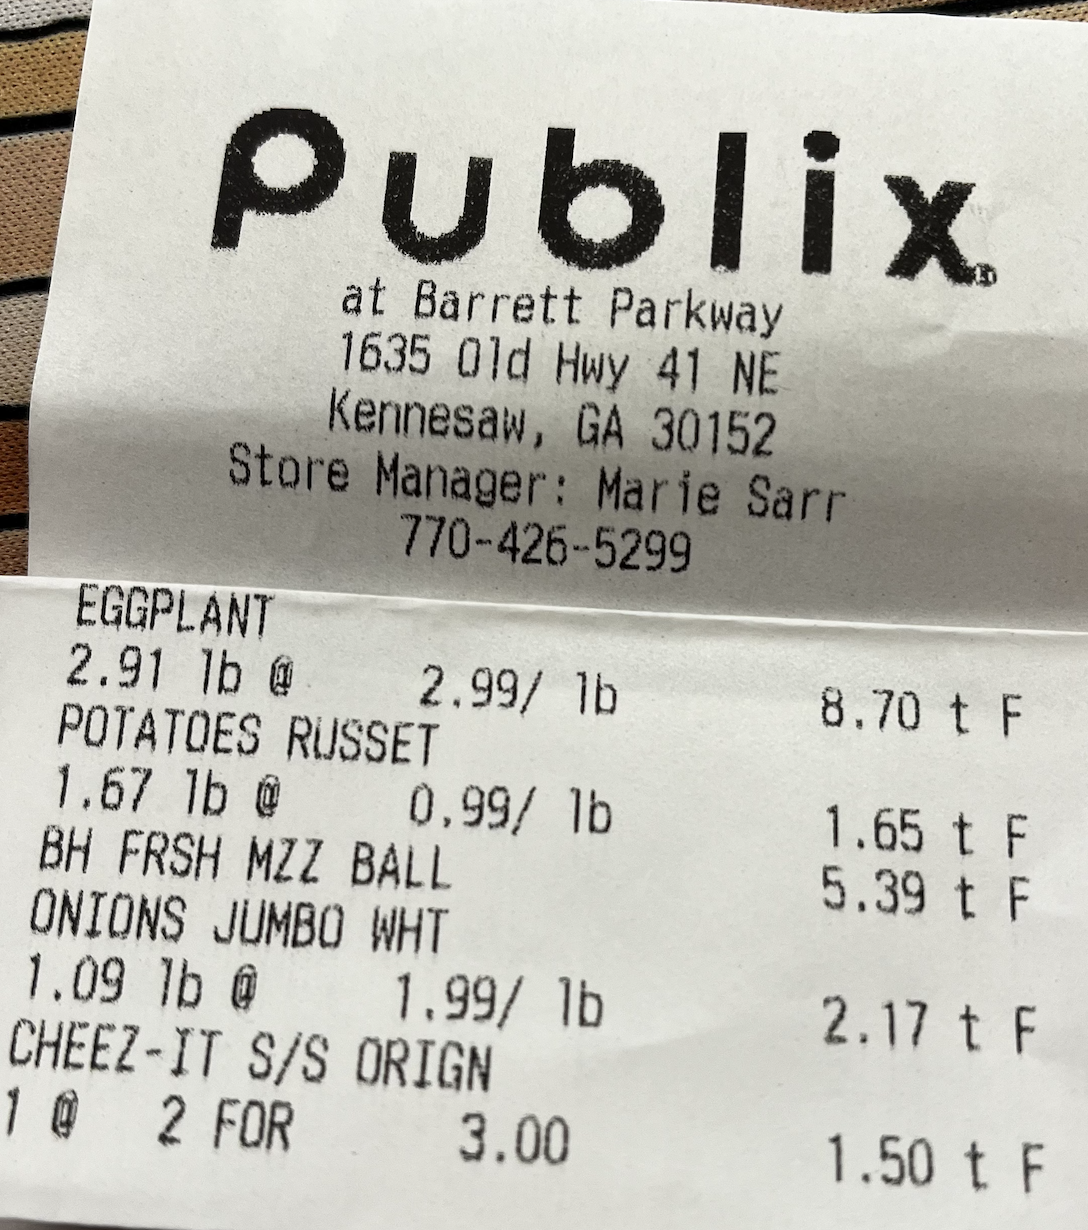 Publix®
at Barrett Parkway
1635 Old Hwy 41 NE
Kennesaw, GA 30152
Store Manager: Marie Sarr
770-426-5299
EGGPLANT
2.91 lb @ 2.99/ lb 8.70 t F
POTATOES RUSSET
1.67 lb @ 0.99/ lb 1.65 t F
BH FRSH MZZ BALL 5.39 t F
ONIONS JUMBO WHT
1.09 lb @ 1.99/ lb 2.17 t F
CHEEZ-IT S/S ORIGN
1 @ 2 FOR 3.00 1.50 t F